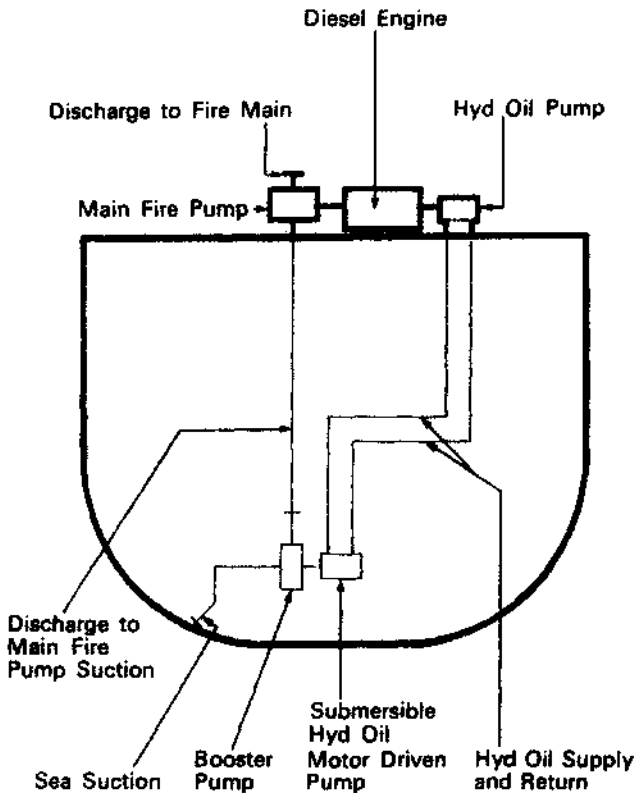 Diesel Engine
Discharge to Fire Main
Hyd Oil Pump
Main Fire Pump
Discharge to
Main Fire
Pump Suction
Sea Suction
Booster
Pump
Submersible
Hyd Oil
Motor Driven
Pump
Hyd Oil Supply
and Return